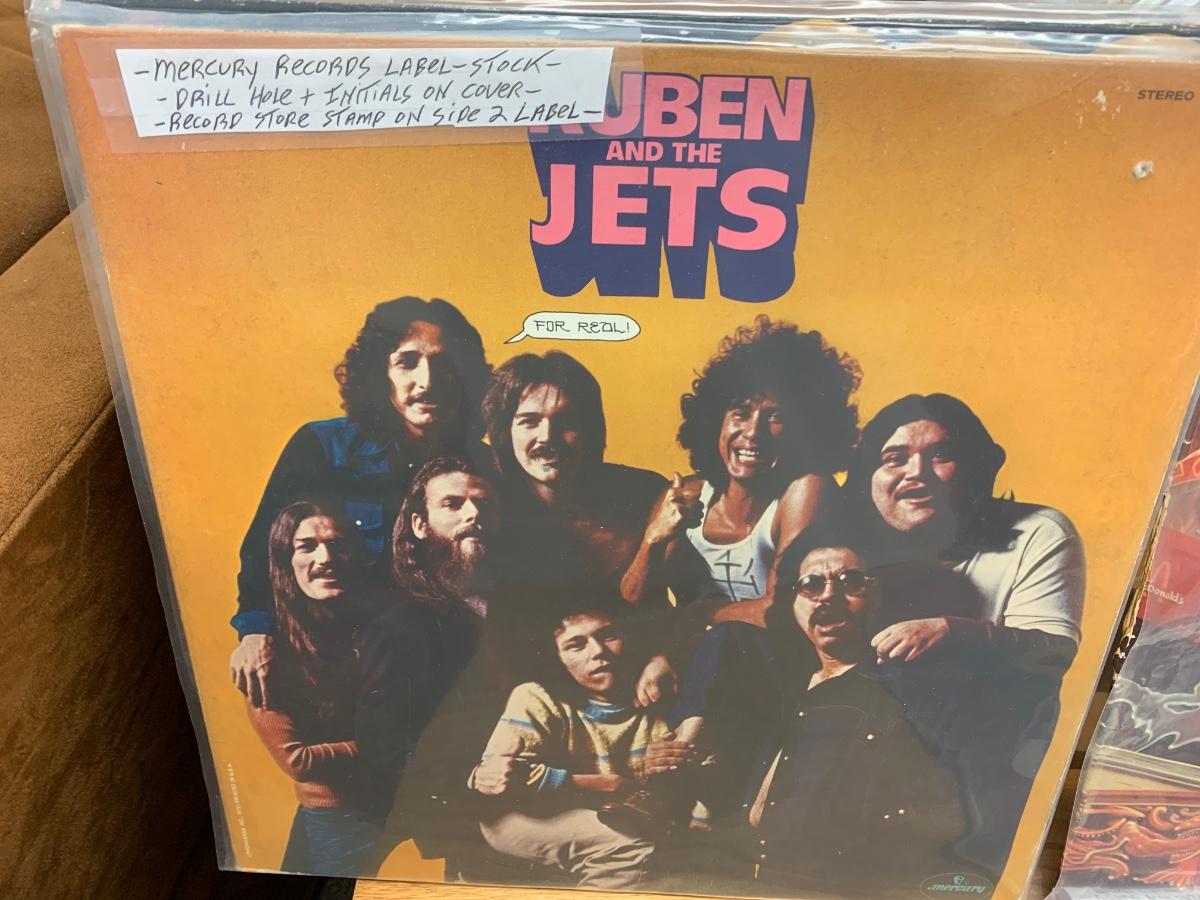 -MERCURY RECORDS LABEL-STOCK-
-DRILL HOLE + INITIALS ON COVER-
-RECORD STORE STAMP ON SIDE 2 LABEL-
RUBEN
AND THE
JETS
STEREO
FOR REAL!
Donald's
mercury